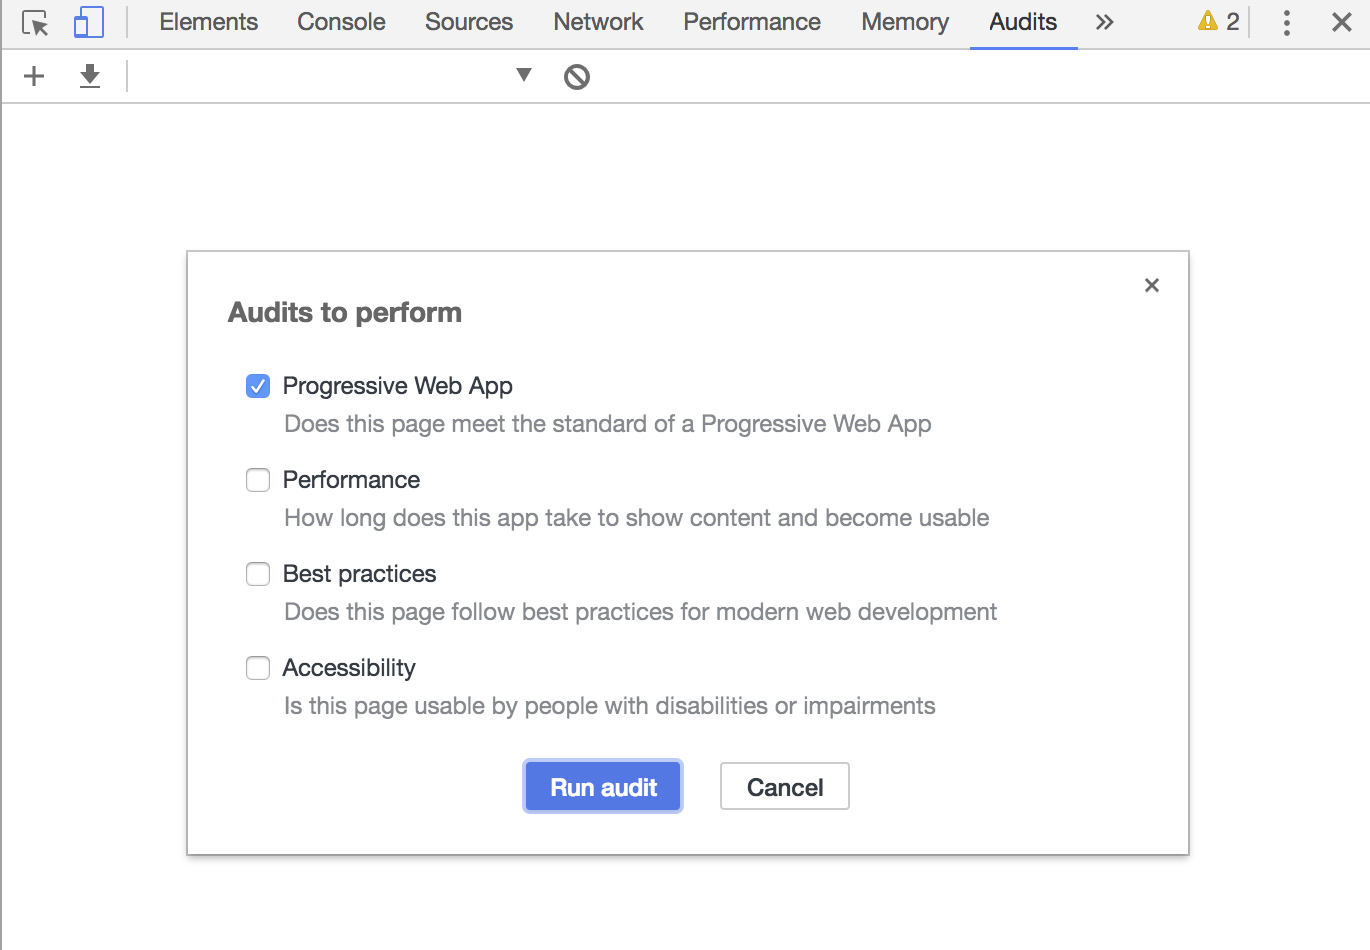 Elements Console Sources Network Performance Memory Audits » 2
Audits to perform
Progressive Web App
Does this page meet the standard of a Progressive Web App
Performance
How long does this app take to show content and become usable
Best practices
Does this page follow best practices for modern web development
Accessibility
Is this page usable by people with disabilities or impairments
Run audit Cancel